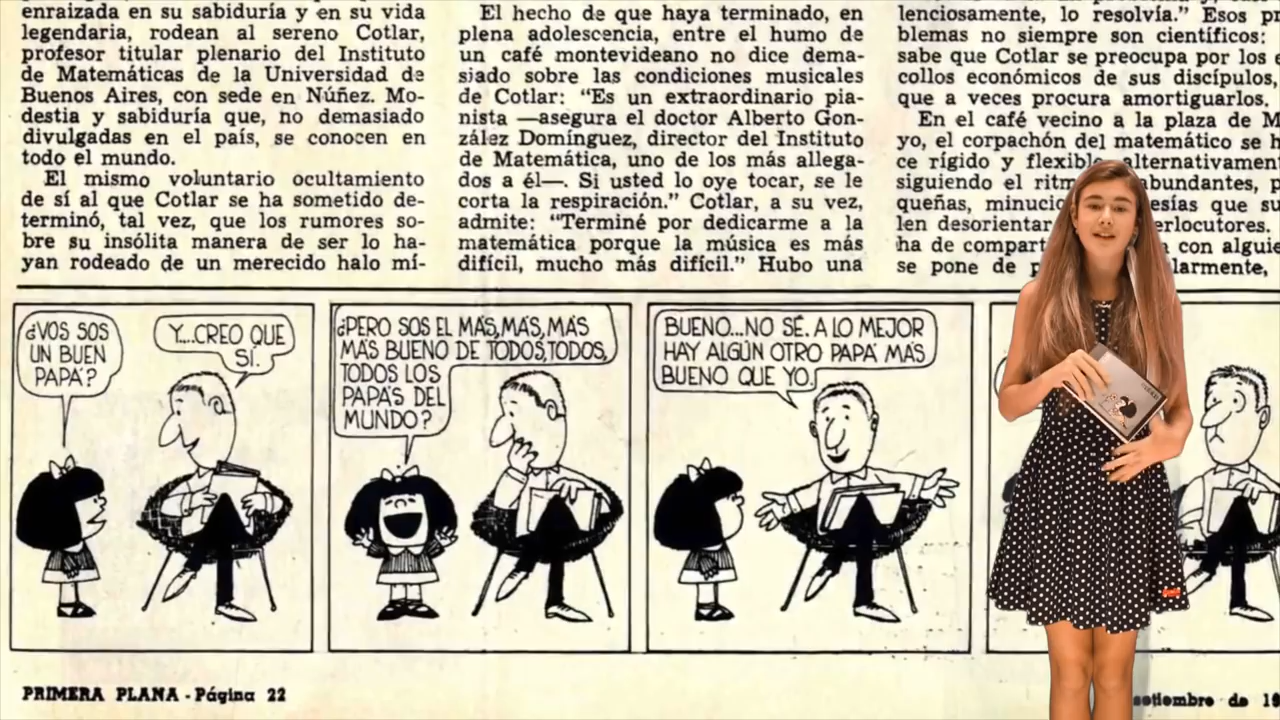 enraizada en su sabiduría y en su vida
legendaria, rodean al sereno Cotlar,
profesor titular plenario del Instituto
de Matemáticas de la Universidad de
Buenos Aires, con sede en Núñez. Mo-
destia y sabiduría que, no demasiado
divulgadas en el país, se conocen en
todo el mundo.
El mismo voluntario ocultamiento
de sí al que Cotlar se ha sometido de-
terminó, tal vez, que los rumores so-
bre su insólita manera de ser lo ha-
yan rodeado de un merecido halo mí-
El hecho de que haya terminado, en
plena adolescencia, entre el humo de
un café montevideano no dice dema-
siado sobre las condiciones musicales
de Cotlar: “Es un extraordinario pia-
nista —asegura el doctor Alberto Gon-
zález Domínguez, director del Instituto
de Matemática, uno de los más allega-
dos a él—. Si usted lo oye tocar, se le
corta la respiración.” Cotlar, a su vez,
admite: “Terminé por dedicarme a la
matemática porque la música es más
difícil, mucho más difícil.” Hubo una
lenciosamente, lo resolvía.” Esos
blemas no siempre son científicos:
sabe que Cotlar se preocupa por los
collos económicos de sus discípulos,
que a veces procura amortiguarlos.
En el café vecino a la plaza de
yo, el corpachón del matemático se
ce rígido y flexible alternativamen
siguiendo el abundantes,
queñas,
len desorientar
ha de con alguie
se pone de larmente,
¿VOS SOS
UN BUEN
PAPÁ?
Y...CREO QUE
SÍ.
¿PERO SOS EL MÁS, MÁS, MÁS
MÁS BUENO DE TODOS, TODOS,
TODOS LOS
PAPÁS DEL
MUNDO?
BUENO...NO SÉ. A LO MEJOR
HAY ALGÚN OTRO PAPÁ MÁS
BUENO QUE YO.
PRIMERA PLANA - Página 22
etiembre de 19